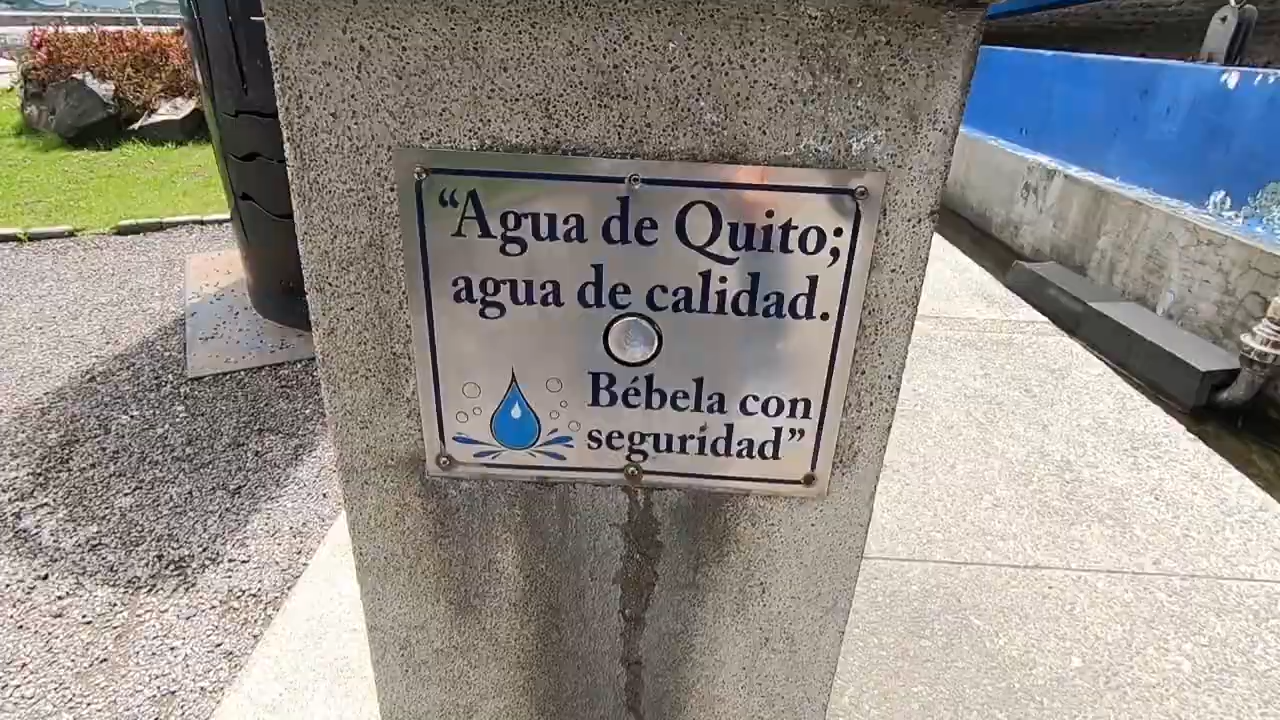 “Agua de Quito;
agua de calidad.
Bébela con
seguridad”